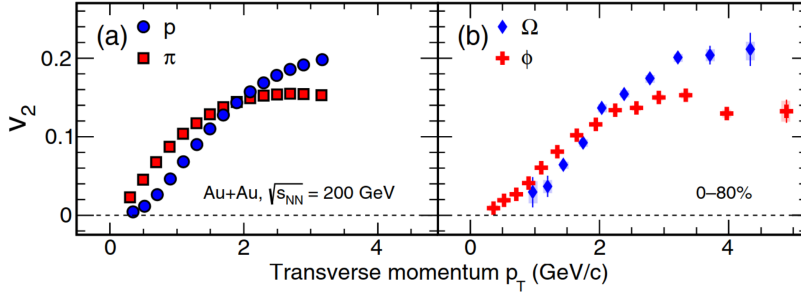 (a) p
π
(b) Ω
ϕ
0.2
0.1
0
v₂
Au+Au, √sNN = 200 GeV
0–80%
0 2 4
0 2 4
Transverse momentum pT (GeV/c)